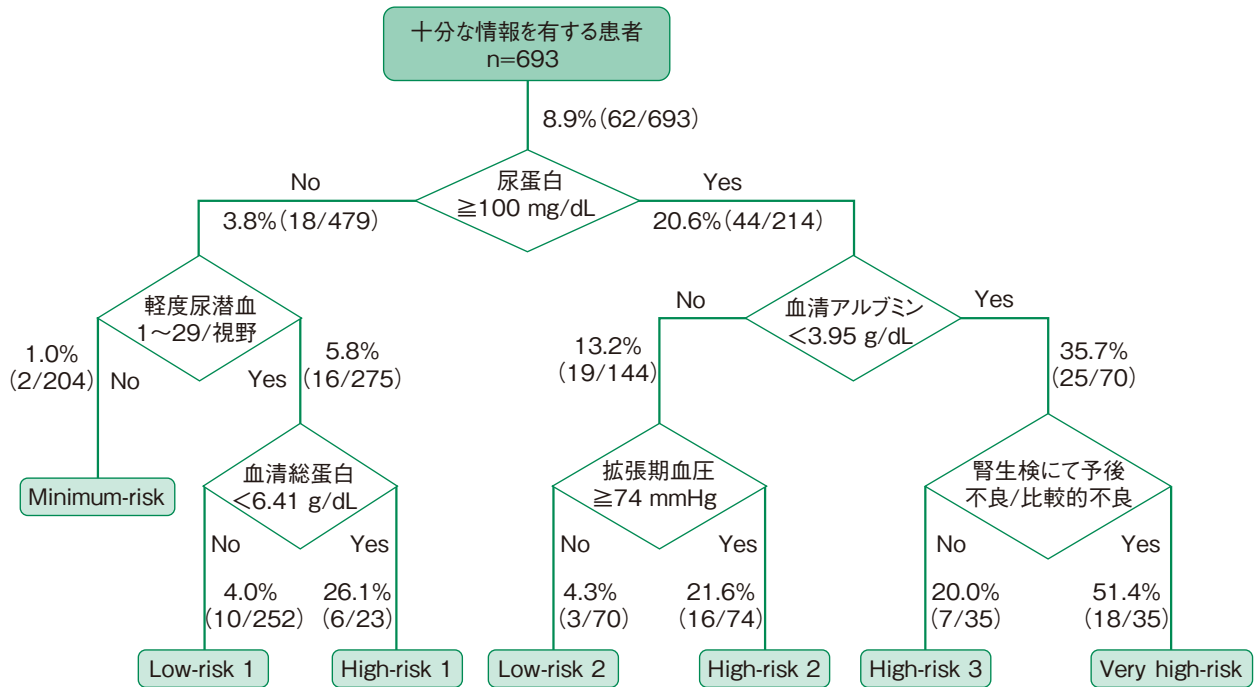 十分な情報を有する患者
n=693
8.9%(62/693)
尿蛋白
≧100 mg/dL
No
3.8%(18/479)
Yes
20.6%(44/214)
軽度尿潜血
1〜29/視野
血清アルブミン
<3.95 g/dL
1.0%
(2/204)
No
Yes
5.8%
(16/275)
No
13.2%
(19/144)
Yes
35.7%
(25/70)
Minimum-risk
血清総蛋白
<6.41 g/dL
拡張期血圧
≧74 mmHg
腎生検にて予後
不良/比較的不良
No
4.0%
(10/252)
Yes
26.1%
(6/23)
No
4.3%
(3/70)
Yes
21.6%
(16/74)
No
20.0%
(7/35)
Yes
51.4%
(18/35)
Low-risk 1
High-risk 1
Low-risk 2
High-risk 2
High-risk 3
Very high-risk